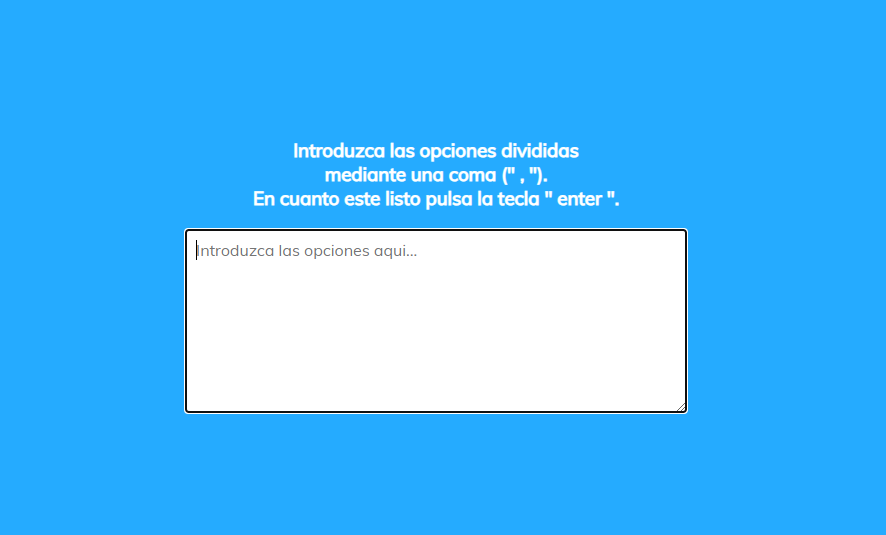 Introduzca las opciones divididas
mediante una coma (" , ").
En cuanto este listo pulsa la tecla " enter ".
Introduzca las opciones aqui...